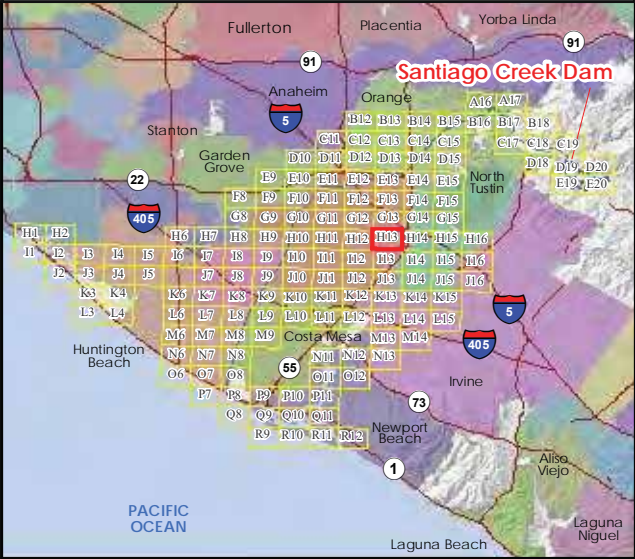 Fullerton
Placentia
Yorba Linda
91
91
Santiago Creek Dam
Anaheim
Orange
A16 A17
5
B12 B13 B14 B15 B16 B17 B18
Stanton
C11 C12 C13 C14 C15 C17 C18 C19
Garden
Grove
D10 D11 D12 D13 D14 D15 D18 D19 D20
22
E9 E10 E11 E12 E13 E14 E15 E19 E20
North
Tustin
F8 F9 F10 F11 F12 F13 F14 F15
405
G8 G9 G10 G11 G12 G13 G14 G15
H1 H2 H6 H7 H8 H9 H10 H11 H12 H13 H14 H15 H16
I1 I2 I3 I4 I5 I6 I7 I8 I9 I10 I11 I12 I13 I14 I15 I16
J2 J3 J4 J5 J7 J8 J9 J10 J11 J12 J13 J14 J15 J16
K3 K4 K6 K7 K8 K9 K10 K11 K12 K13 K14 K15
5
L3 L4 L6 L7 L8 L9 L10 L11 L12 L13 L14 L15
M6 M7 M8 M9 Costa Mesa M13 M14
405
Huntington
Beach
N6 N7 N8 N11 N12 N13
55
O6 O7 O8 O11 O12
Irvine
P7 P8 P9 P10 P11
73
Q8 Q9 Q10 Q11
Newport
Beach
R9 R10 R11 R12
1
Aliso
Viejo
PACIFIC
OCEAN
Laguna
Niguel
Laguna Beach